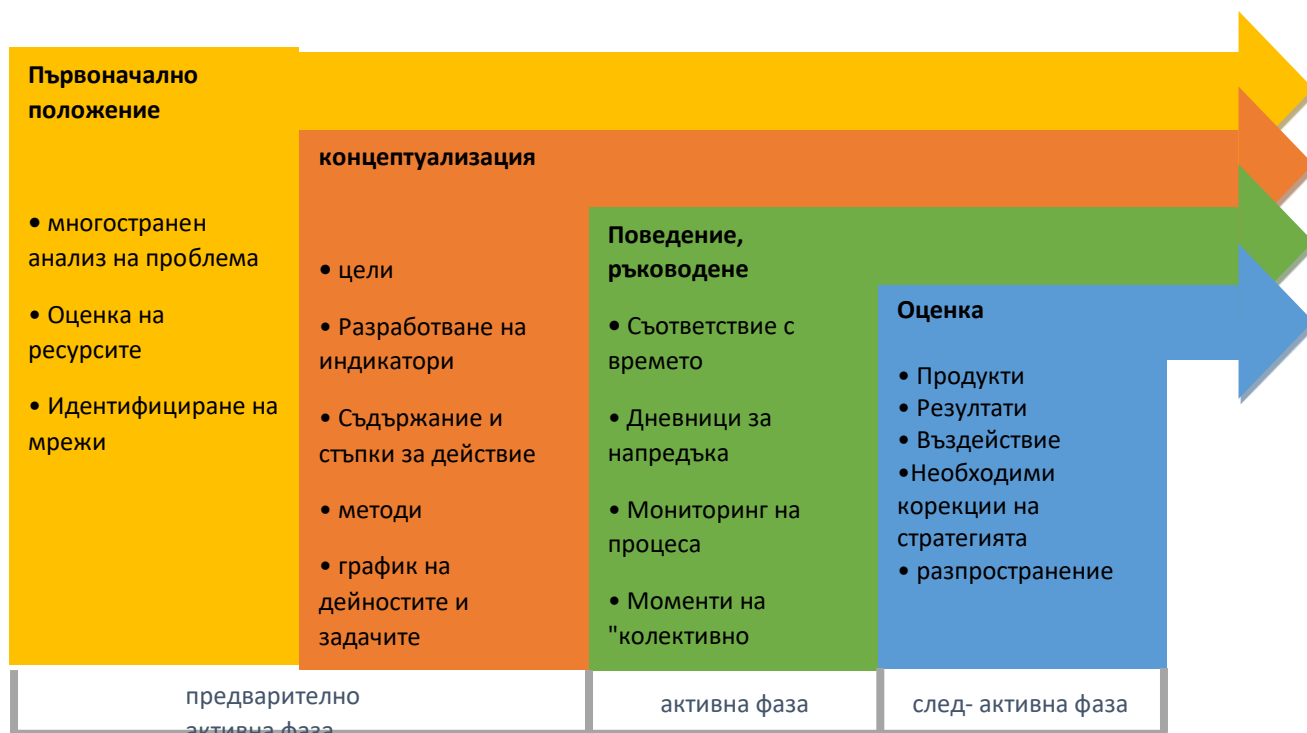 Първоначално
положение
• многостранен
анализ на проблема
• Оценка на
ресурсите
• Идентифициране на
мрежи
концептуализация
• цели
• Разработване на
индикатори
• Съдържание и
стъпки за действие
• методи
• график на
дейностите и
задачите
Поведение,
ръководене
• Съответствие с
времето
• Дневници за
напредъка
• Мониторинг на
процеса
• Моменти на
"колективно
Оценка
• Продукти
• Резултати
• Въздействие
•Необходими
корекции на
стратегията
• разпространение
предварително
активна фаза
активна фаза
след- активна фаза